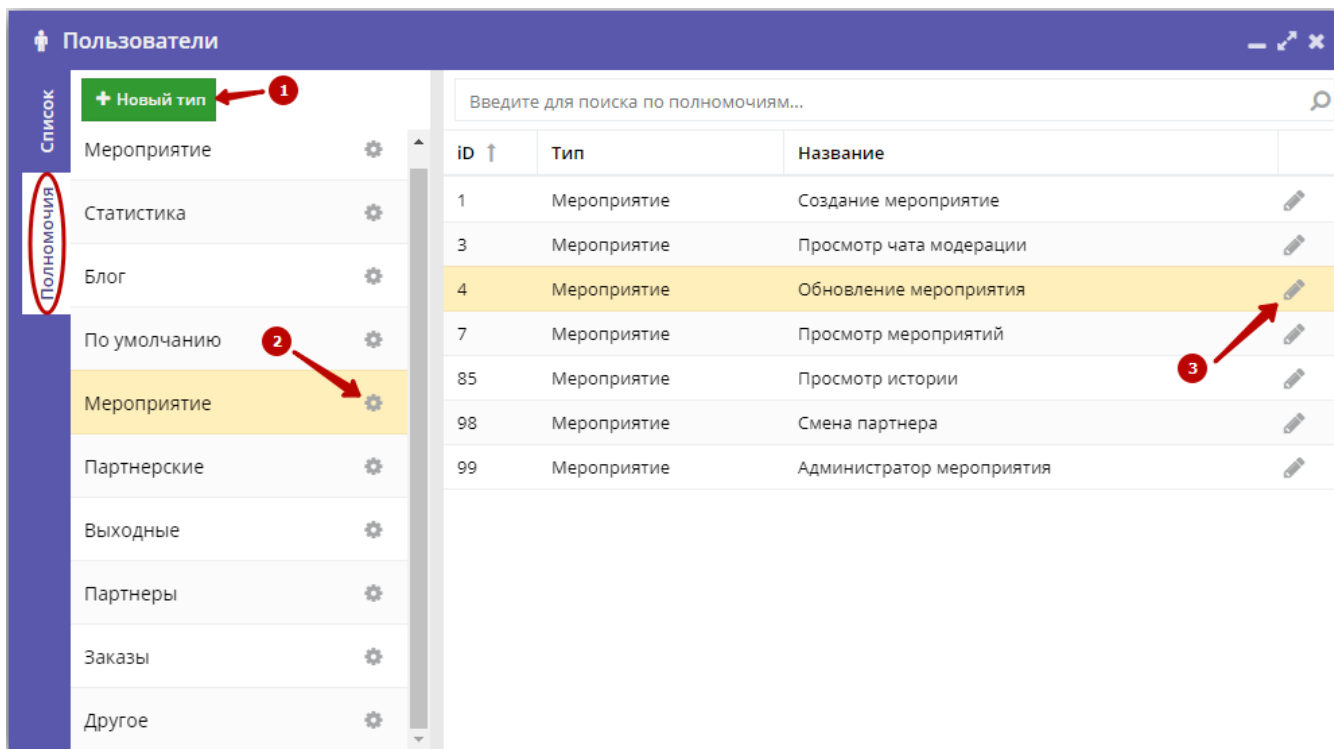 Пользователи
Список
Полномочия
+ Новый тип
1
Мероприятие
Статистика
Блог
По умолчанию
2
Мероприятие
Партнерские
Выходные
Партнеры
Заказы
Другое
Введите для поиска по полномочиям...
iD ↑ Тип Название
1 Мероприятие Создание мероприятие
3 Мероприятие Просмотр чата модерации
4 Мероприятие Обновление мероприятия
7 Мероприятие Просмотр мероприятий
3
85 Мероприятие Просмотр истории
98 Мероприятие Смена партнера
99 Мероприятие Администратор мероприятия